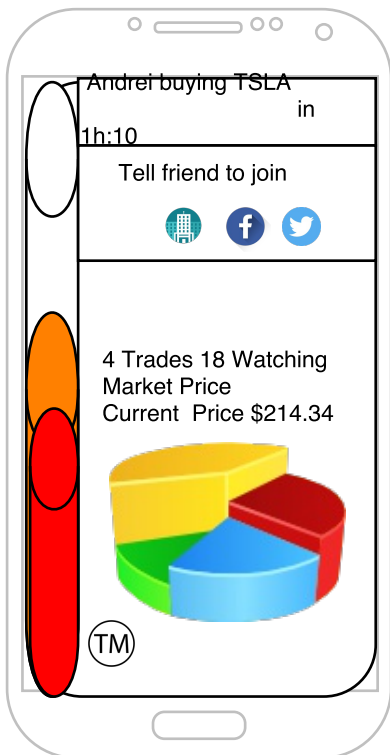 Andrei buying TSLA
in
1h:10
Tell friend to join
f
4 Trades 18 Watching
Market Price
Current  Price $214.34
TM